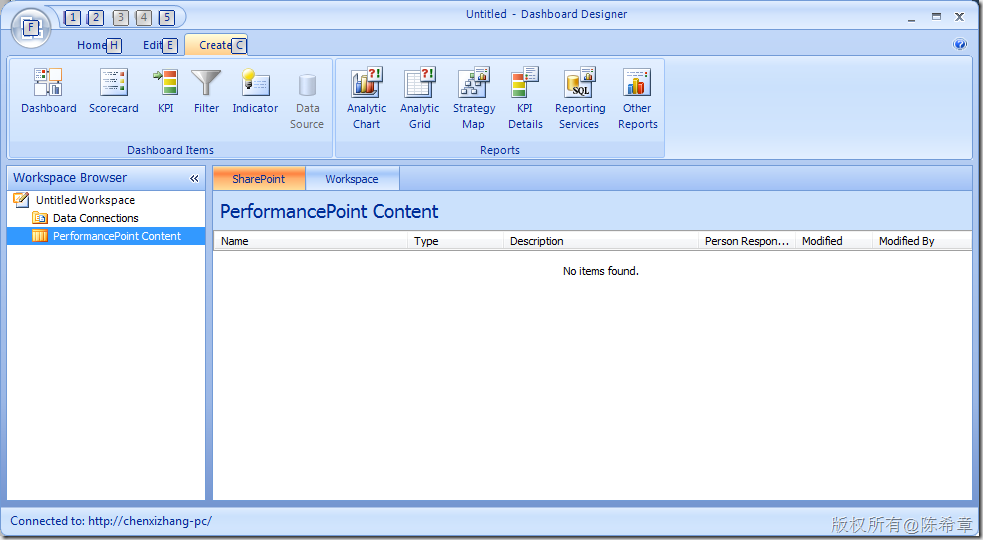 Untitled - Dashboard Designer
F
1 2 3 4 5
Home H Edit E Create C
Dashboard Scorecard KPI Filter Indicator Data Source
Dashboard Items
Analytic Chart Analytic Grid Strategy Map KPI Details Reporting Services Other Reports
Reports
Workspace Browser «
Untitled Workspace
Data Connections
PerformancePoint Content
SharePoint Workspace
PerformancePoint Content
Name Type Description Person Respon... Modified Modified By
No items found.
Connected to: http://chenxizhang-pc/
版权所有@陈希章